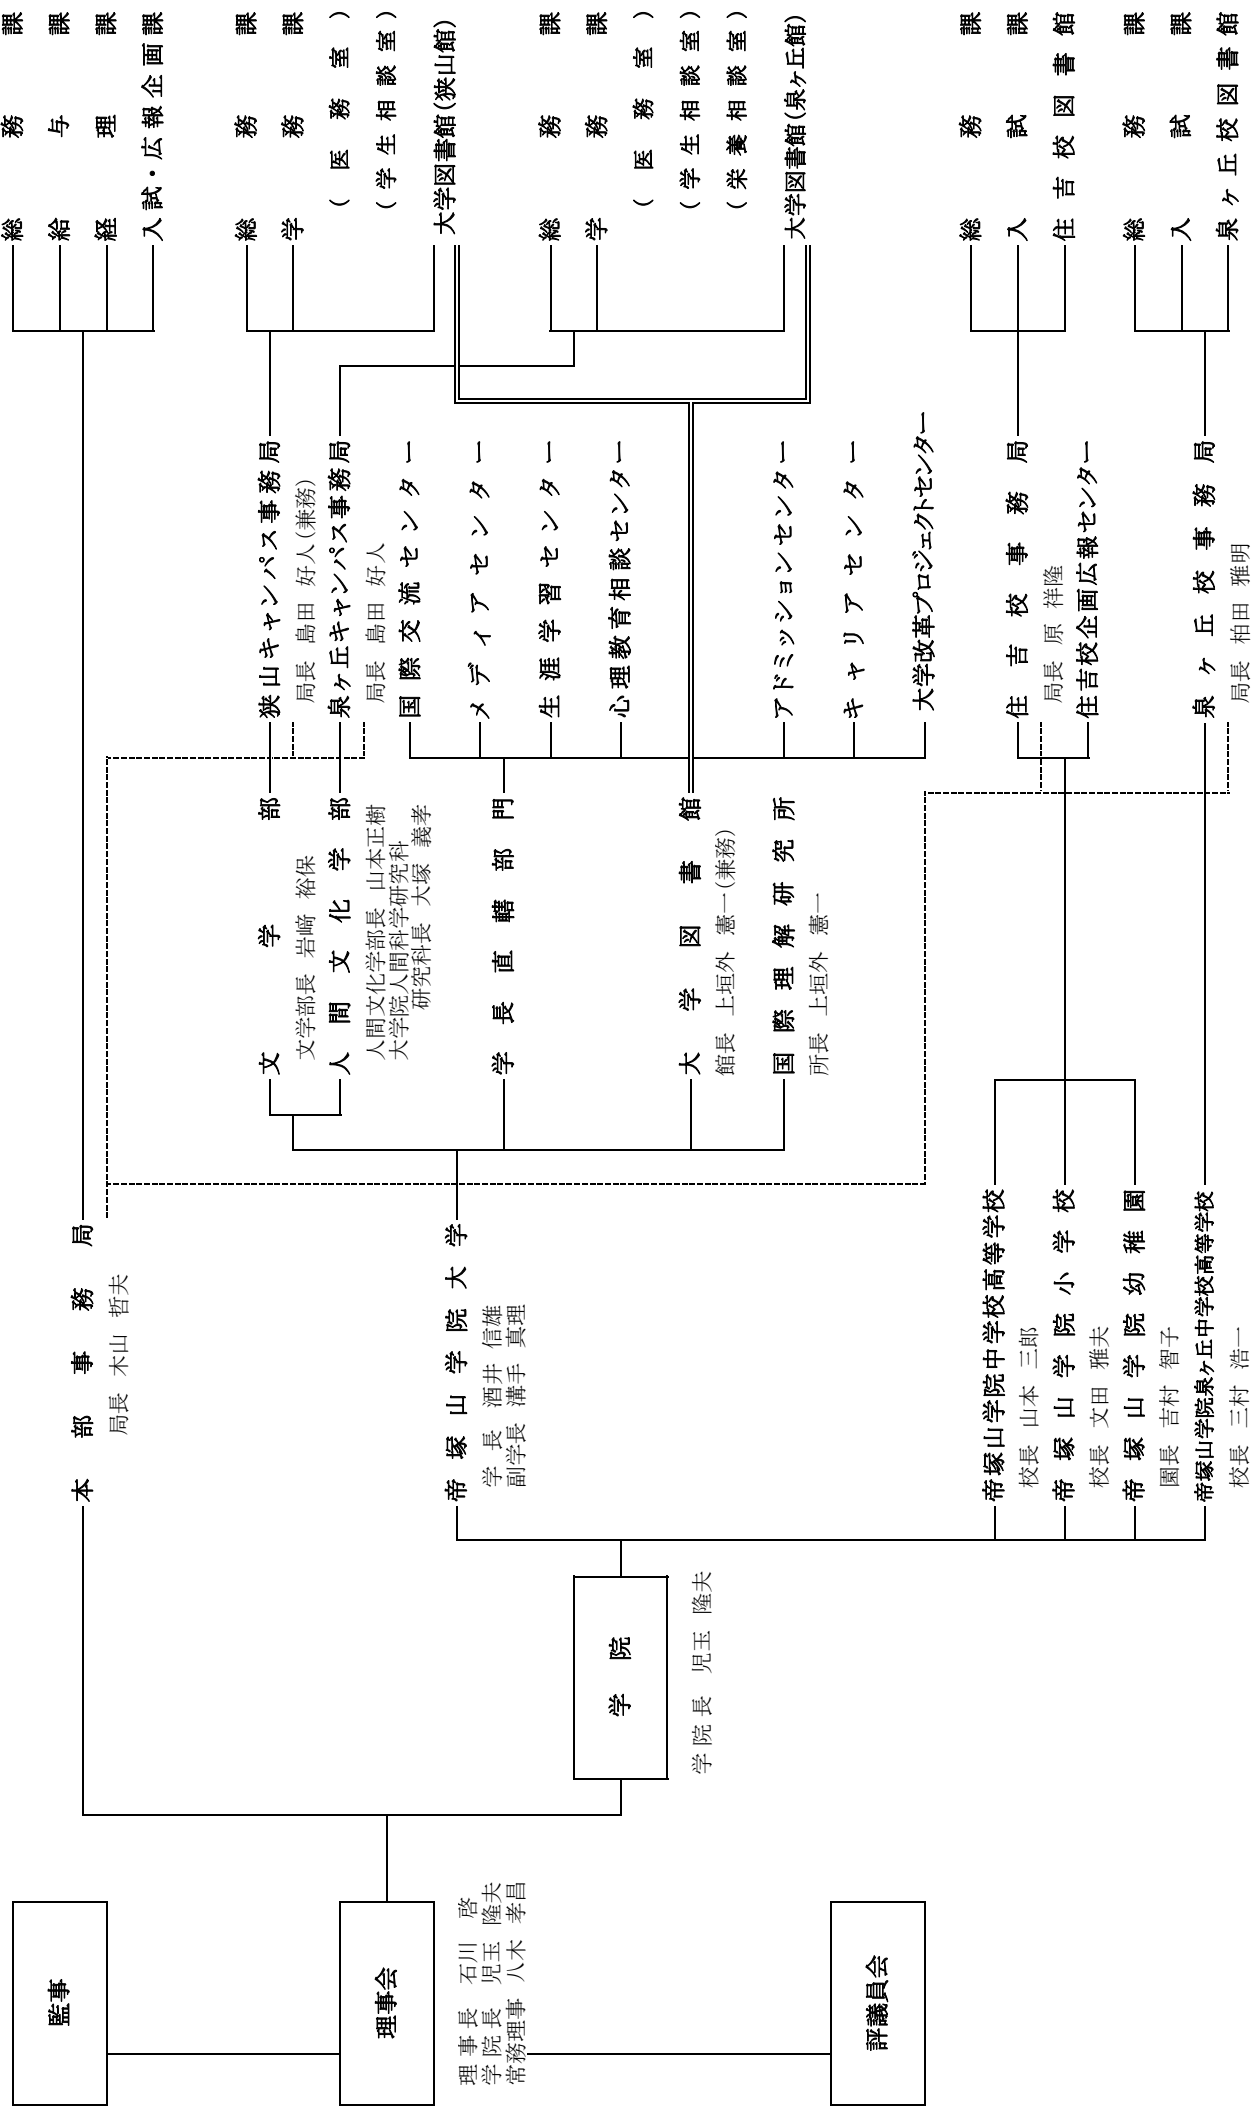 監事
理事会
理事長 石川 啓
学院長 児玉 隆夫
常務理事 八木 孝昌
評議員会
学院
学院長 児玉 隆夫
本部事務局
局長 木山 哲夫
帝塚山学院大学
学長 酒井 信雄
副学長 溝手 真理
帝塚山学院中学校高等学校
校長 山本 三郎
帝塚山学院小学校
校長 文田 雅夫
帝塚山学院幼稚園
園長 吉村 智子
帝塚山学院泉ヶ丘中学校高等学校
校長 三村 浩一
文学部
文学部長 岩﨑 裕保
人間文化学部
人間文化学部長 山本正樹
大学院人間科学研究科
研究科長 大塚 義孝
学長直轄部門
大学図書館
館長 上垣外 憲一(兼務)
国際理解研究所
所長 上垣外 憲一
狭山キャンパス事務局
局長 島田 好人(兼務)
泉ヶ丘キャンパス事務局
局長 島田 好人
国際交流センター
メディアセンター
生涯学習センター
心理教育相談センター
アドミッションセンター
キャリアセンター
大学改革プロジェクトセンター
住吉校事務局
局長 原 祥隆
住吉校企画広報センター
泉ヶ丘校事務局
局長 柏田 雅明
総務課
給与課
経理課
入試・広報企画課
総務課
学務課
(医務室)
(学生相談室)
大学図書館(狭山館)
総務課
学務課
(医務室)
(学生相談室)
(栄養相談室)
大学図書館(泉ヶ丘館)
総務課
入試課
住吉校図書館
総務課
入試課
泉ヶ丘校図書館